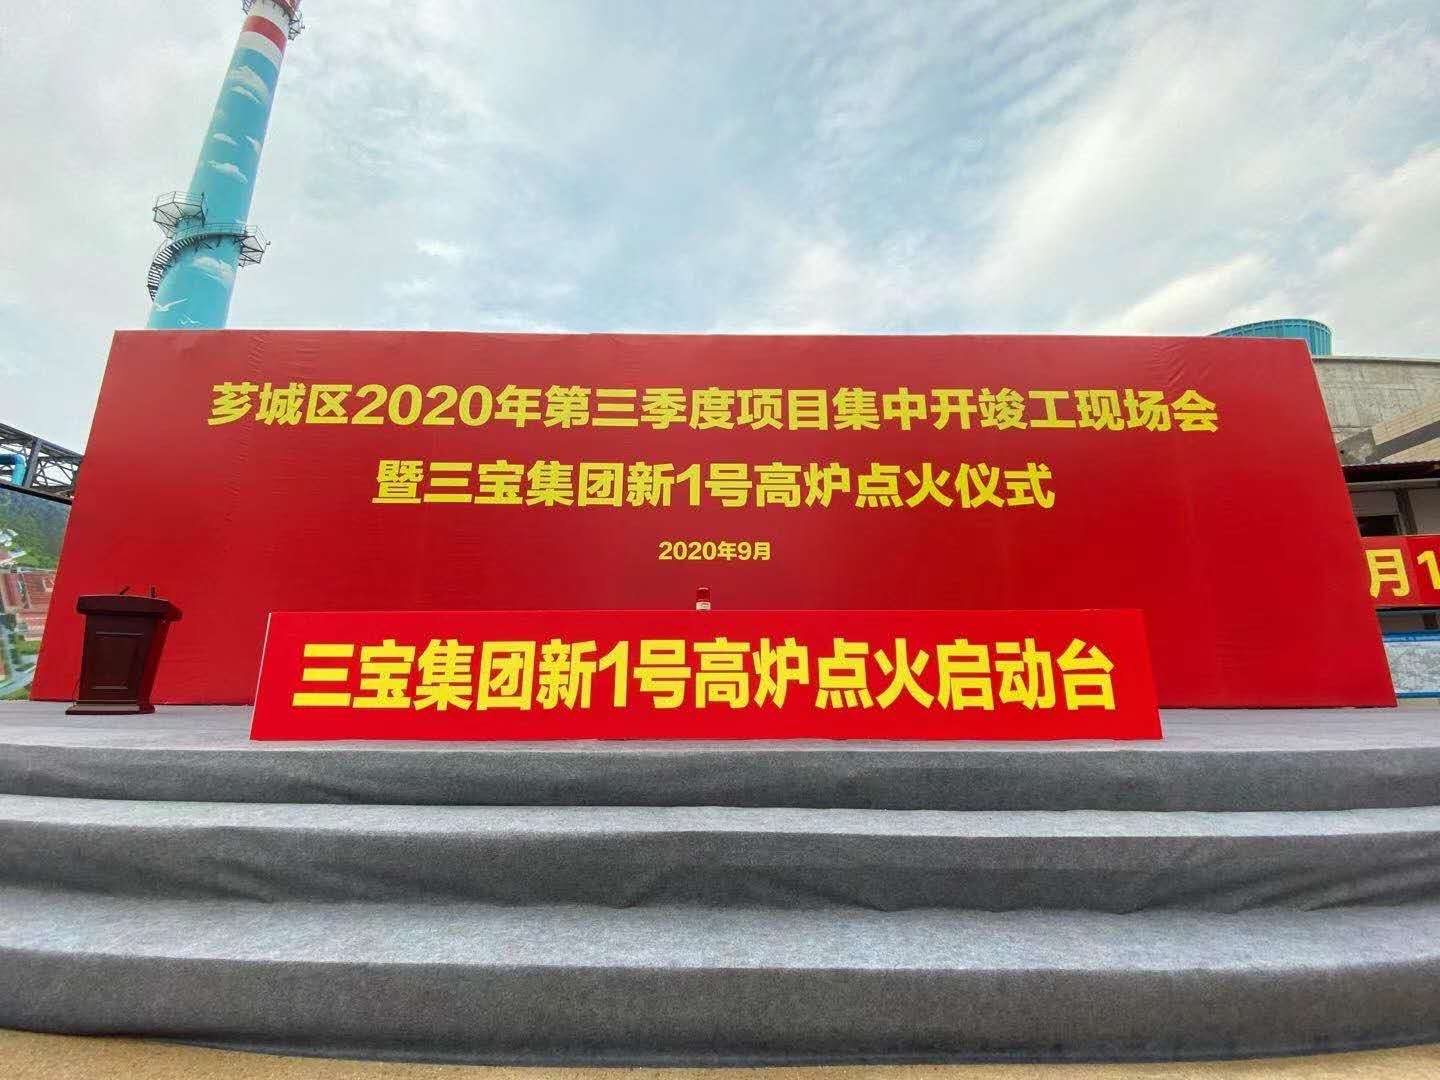 芗城区2020年第三季度项目集中开竣工现场会
暨三宝集团新1号高炉点火仪式
2020年9月
月1
三宝集团新1号高炉点火启动台